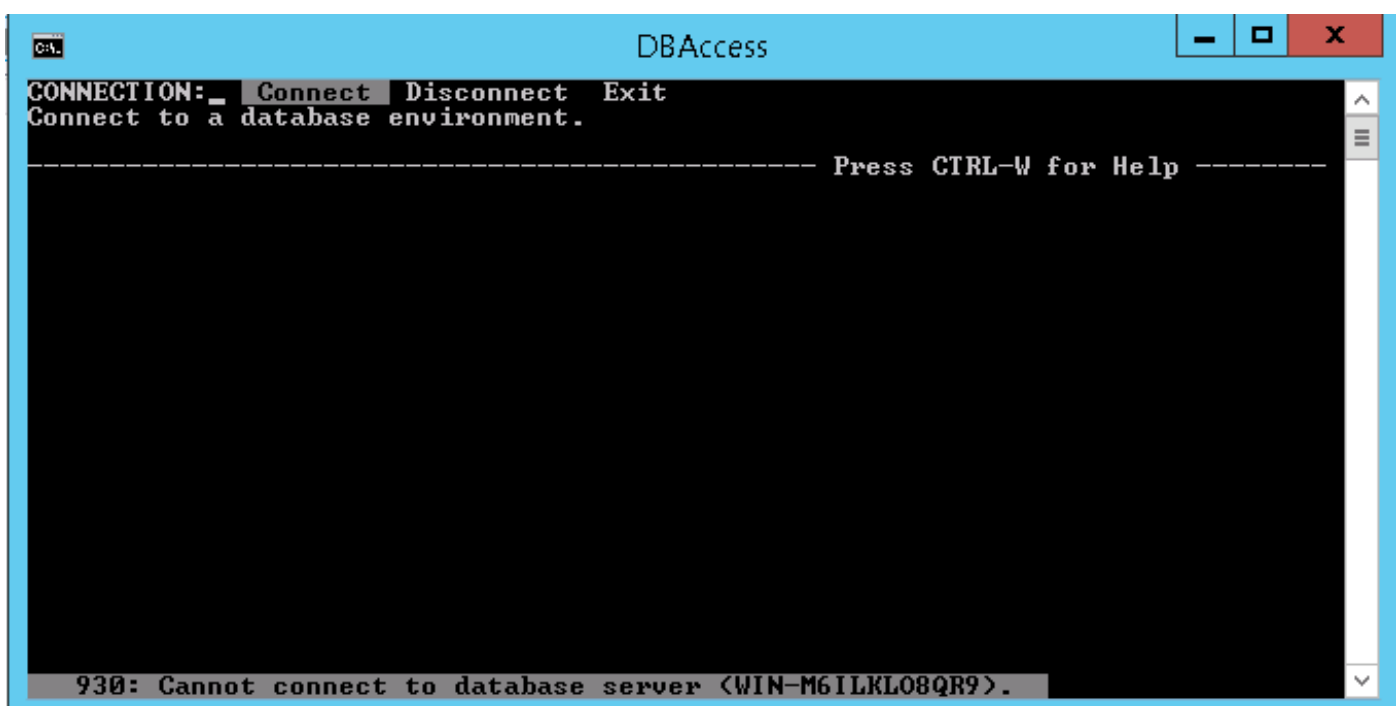 C:\.
DBAccess
CONNECTION:_ Connect Disconnect Exit
Connect to a database environment.
------------------------------------------------ Press CTRL-W for Help --------
930: Cannot connect to database server (WIN-M6ILKLO8QR9).